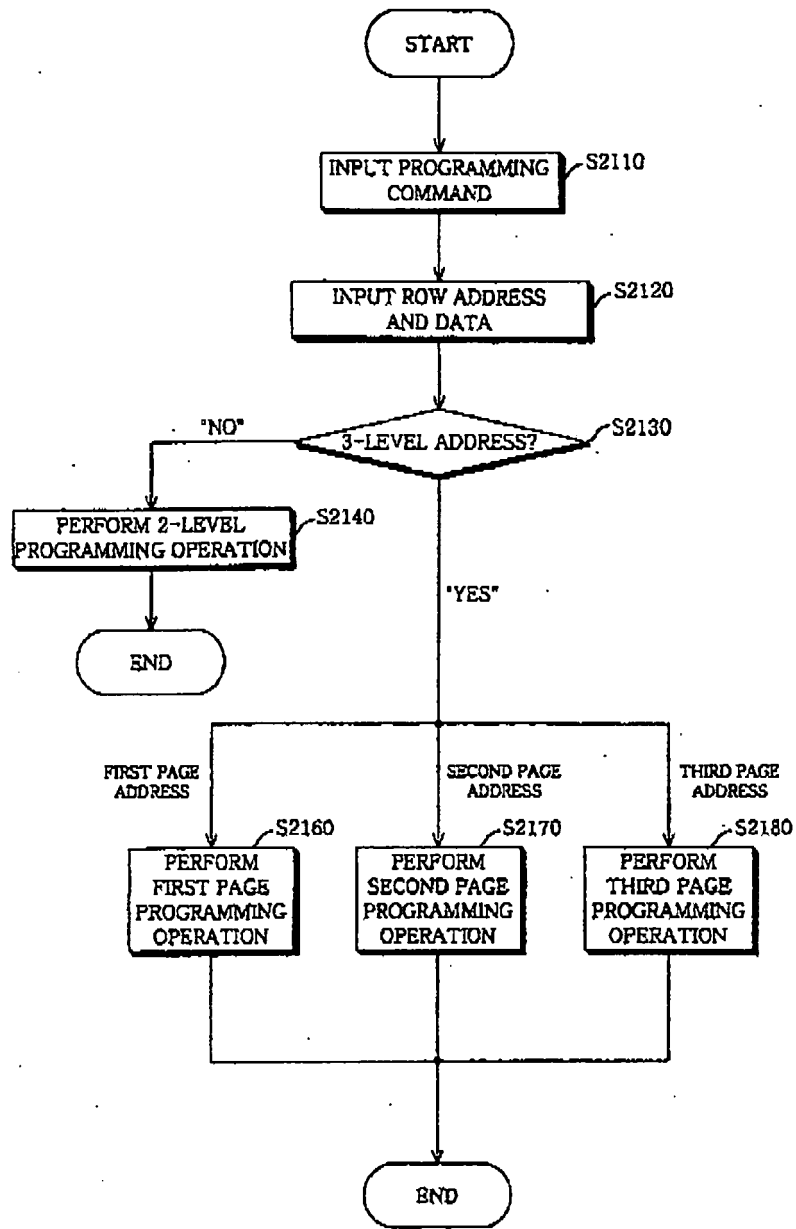 START
INPUT PROGRAMMING
COMMAND
S2110
INPUT ROW ADDRESS
AND DATA
S2120
"NO"
3-LEVEL ADDRESS?
S2130
PERFORM 2-LEVEL
PROGRAMMING OPERATION
S2140
"YES"
END
FIRST PAGE
ADDRESS
SECOND PAGE
ADDRESS
THIRD PAGE
ADDRESS
S2160
S2170
S2180
PERFORM
FIRST PAGE
PROGRAMMING
OPERATION
PERFORM
SECOND PAGE
PROGRAMMING
OPERATION
PERFORM
THIRD PAGE
PROGRAMMING
OPERATION
END